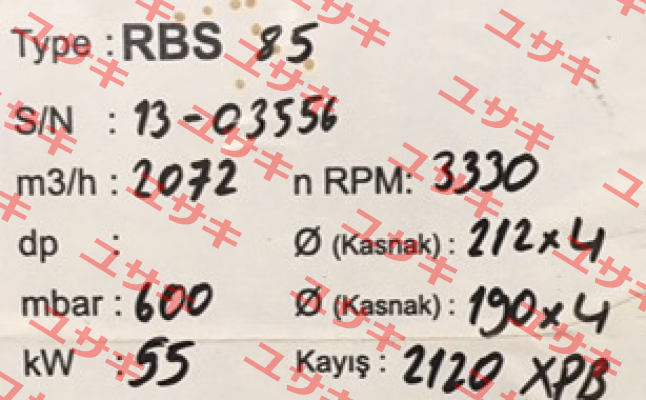 Type : RBS 85
S/N : 13-03556
m3/h : 2072 n RPM: 3330
dp : Ø (Kasnak) : 212x4
mbar : 600 Ø (Kasnak) : 190x4
kW : 55 Kayış : 2120 XPB
ユサキ